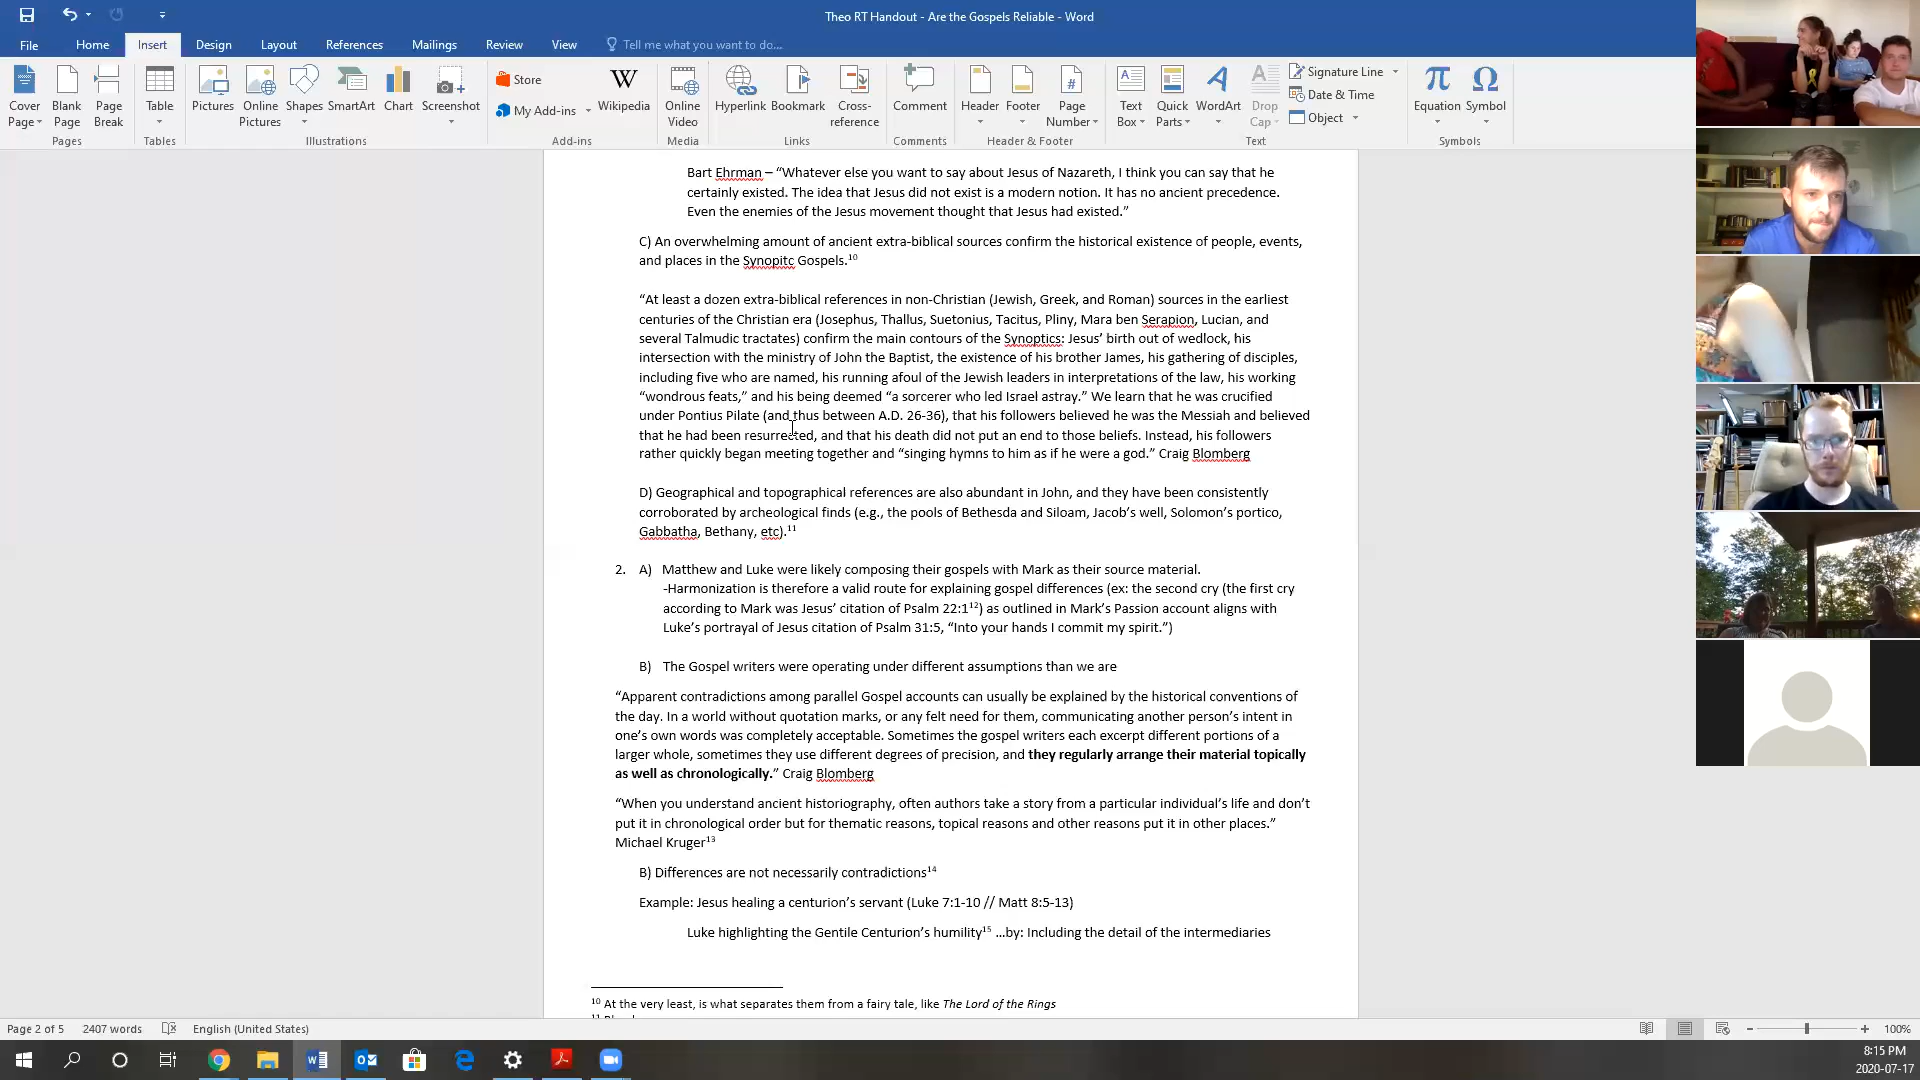 Theo RT Handout - Are the Gospels Reliable - Word
File Home Insert Design Layout References Mailings Review View Tell me what you want to do...
Cover Page
Blank Page
Page Break
Table
Pictures
Online Pictures
Shapes
SmartArt
Chart
Screenshot
Store
My Add-ins
Wikipedia
Online Video
Hyperlink
Bookmark
Cross-reference
Comment
Header
Footer
Page Number
Text Box
Quick Parts
WordArt
Drop Cap
Signature Line
Date & Time
Object
Equation
Symbol
Pages Tables Illustrations Add-ins Media Links Comments Header & Footer Text Symbols
Bart Ehrman – “Whatever else you want to say about Jesus of Nazareth, I think you can say that he
certainly existed. The idea that Jesus did not exist is a modern notion. It has no ancient precedence.
Even the enemies of the Jesus movement thought that Jesus had existed.”
C) An overwhelming amount of ancient extra-biblical sources confirm the historical existence of people, events,
and places in the Synopitc Gospels.10
“At least a dozen extra-biblical references in non-Christian (Jewish, Greek, and Roman) sources in the earliest
centuries of the Christian era (Josephus, Thallus, Suetonius, Tacitus, Pliny, Mara ben Serapion, Lucian, and
several Talmudic tractates) confirm the main contours of the Synoptics: Jesus’ birth out of wedlock, his
intersection with the ministry of John the Baptist, the existence of his brother James, his gathering of disciples,
including five who are named, his running afoul of the Jewish leaders in interpretations of the law, his working
“wondrous feats,” and his being deemed “a sorcerer who led Israel astray.” We learn that he was crucified
under Pontius Pilate (and thus between A.D. 26-36), that his followers believed he was the Messiah and believed
that he had been resurrected, and that his death did not put an end to those beliefs. Instead, his followers
rather quickly began meeting together and “singing hymns to him as if he were a god.” Craig Blomberg
D) Geographical and topographical references are also abundant in John, and they have been consistently
corroborated by archeological finds (e.g., the pools of Bethesda and Siloam, Jacob’s well, Solomon’s portico,
Gabbatha, Bethany, etc).11
2. A) Matthew and Luke were likely composing their gospels with Mark as their source material.
-Harmonization is therefore a valid route for explaining gospel differences (ex: the second cry (the first cry
according to Mark was Jesus’ citation of Psalm 22:112) as outlined in Mark’s Passion account aligns with
Luke’s portrayal of Jesus citation of Psalm 31:5, “Into your hands I commit my spirit.”)
B) The Gospel writers were operating under different assumptions than we are
“Apparent contradictions among parallel Gospel accounts can usually be explained by the historical conventions of
the day. In a world without quotation marks, or any felt need for them, communicating another person’s intent in
one’s own words was completely acceptable. Sometimes the gospel writers each excerpt different portions of a
larger whole, sometimes they use different degrees of precision, and they regularly arrange their material topically
as well as chronologically.” Craig Blomberg
“When you understand ancient historiography, often authors take a story from a particular individual’s life and don’t
put it in chronological order but for thematic reasons, topical reasons and other reasons put it in other places.”
Michael Kruger13
B) Differences are not necessarily contradictions14
Example: Jesus healing a centurion’s servant (Luke 7:1-10 // Matt 8:5-13)
Luke highlighting the Gentile Centurion’s humility15 …by: Including the detail of the intermediaries
10 At the very least, is what separates them from a fairy tale, like The Lord of the Rings
Page 2 of 5 2407 words English (United States) 100%
8:15 PM
2020-07-17